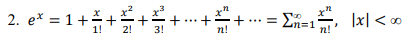 2. eˣ = 1 + x/1! + x²/2! + x³/3! + ⋯ + xⁿ/n! + ⋯ = ∑_{n=1}^{∞} xⁿ/n!, |x| < ∞